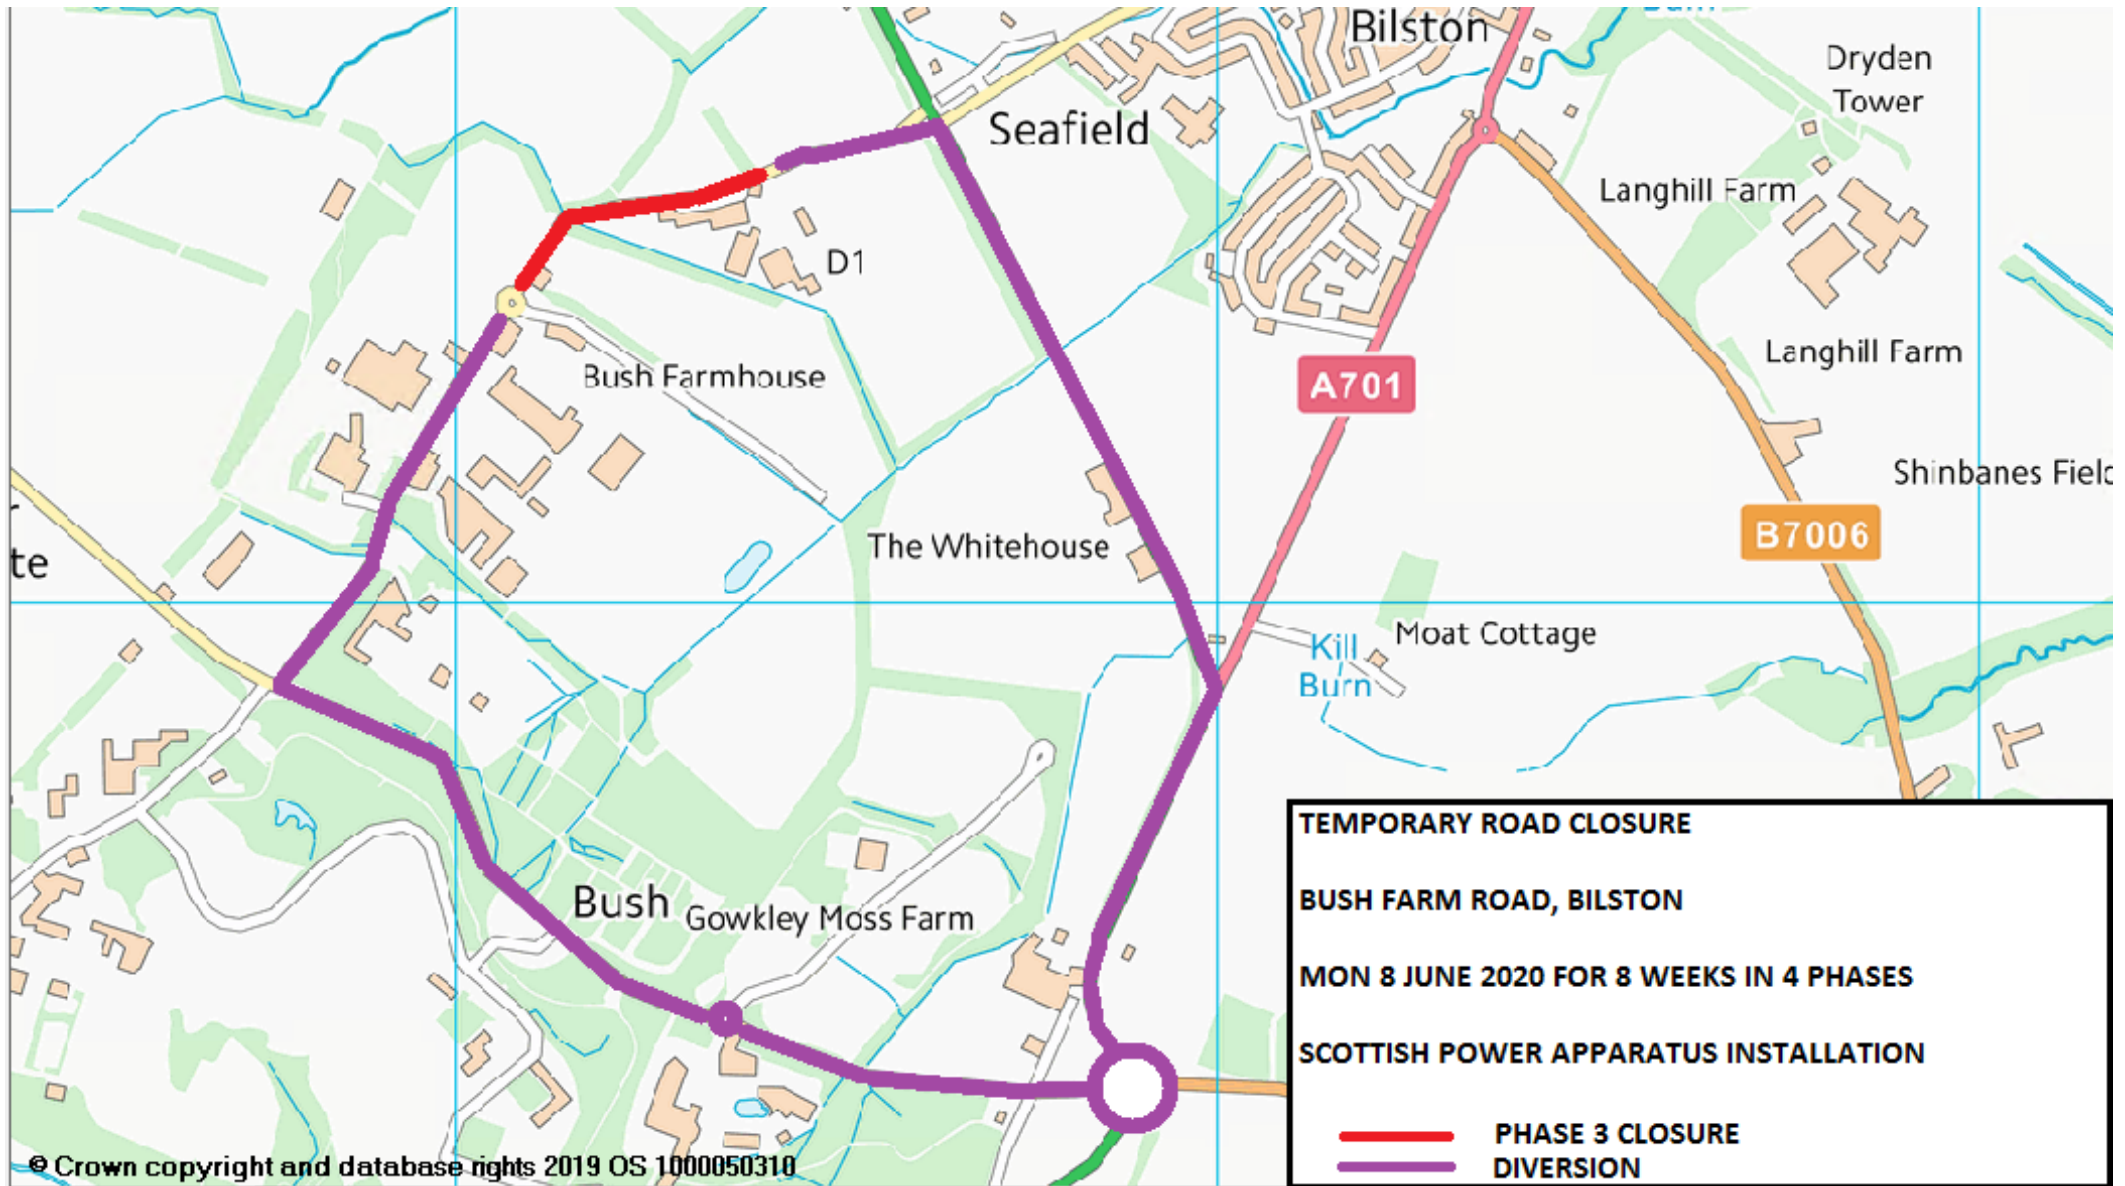 Bilston
Dryden
Tower
Seafield
Langhill Farm
D1
Langhill Farm
Bush Farmhouse
A701
Shinbanes Field
B7006
The Whitehouse
te
Moat Cottage
Kill
Burn
Bush
Gowkley Moss Farm
TEMPORARY ROAD CLOSURE
BUSH FARM ROAD, BILSTON
MON 8 JUNE 2020 FOR 8 WEEKS IN 4 PHASES
SCOTTISH POWER APPARATUS INSTALLATION
PHASE 3 CLOSURE
DIVERSION
© Crown copyright and database rights 2019 OS 1000050310